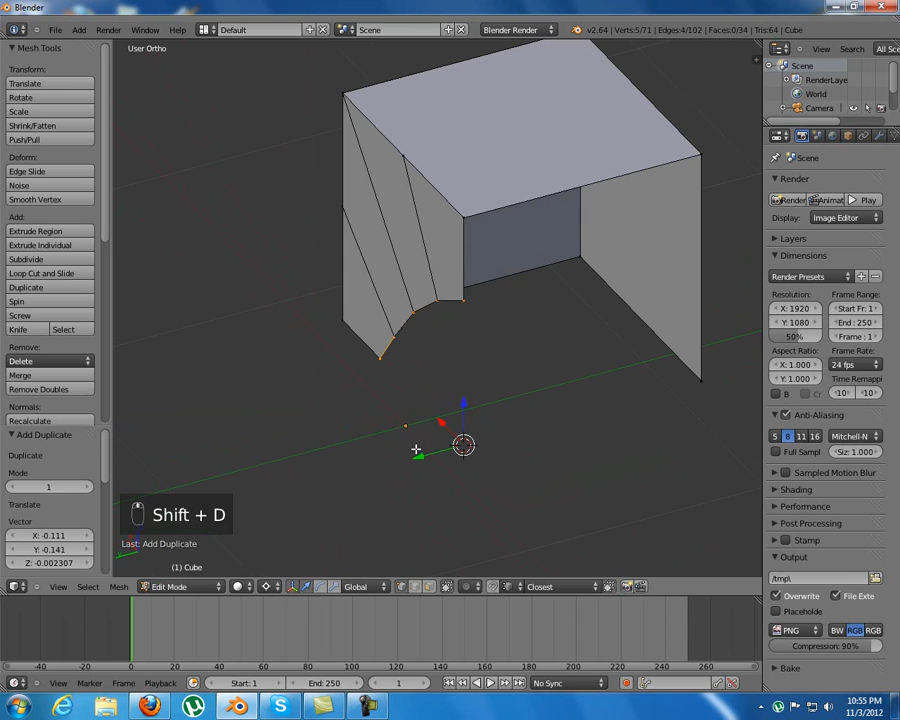 Blender
File Add Render Window Help
Default
Scene
Blender Render
v2.64 | Verts:5/71 | Edges:4/102 | Faces:0/34 | Tris:64 | Cube
Mesh Tools
Transform:
Translate
Rotate
Scale
Shrink/Fatten
Push/Pull
Deform:
Edge Slide
Noise
Smooth Vertex
Add:
Extrude Region
Extrude Individual
Subdivide
Loop Cut and Slide
Duplicate
Spin
Screw
Knife Select
Remove:
Delete
Merge
Remove Doubles
Normals:
Recalculate
Add Duplicate
Duplicate
Mode
1
Translate
Vector
X: -0.111
Y: -0.141
Z: -0.002307
User Ortho
Shift + D
Last: Add Duplicate
(1) Cube
View Select Mesh
Edit Mode
Global
Closest
View Search All Sce
Scene
RenderLaye
World
Camera
Scene
Render
Render Animat Play
Display: Image Editor
Layers
Dimensions
Render Presets
Resolution: Frame Range:
X: 1920 Start Fr: 1
Y: 1080 End : 250
50% Frame : 1
Aspect Ratio: Frame Rate:
X: 1.000 24 fps
Y: 1.000 Time Remappi
B Cr 10 10
Anti-Aliasing
5 8 11 16 Mitchell-N
Full Sampl Siz: 1.000
Sampled Motion Blur
Shading
Performance
Post Processing
Stamp
Output
/tmp\
Overwrite File Exte
Placeholde
PNG BW RGB RGB
Compression: 90%
Bake
-40 -20 0 20 40 60 80 100 120 140 160 180 200 220 240 260
View Marker Frame Playback
Start: 1 End: 250 1
No Sync
10:55 PM
11/3/2012